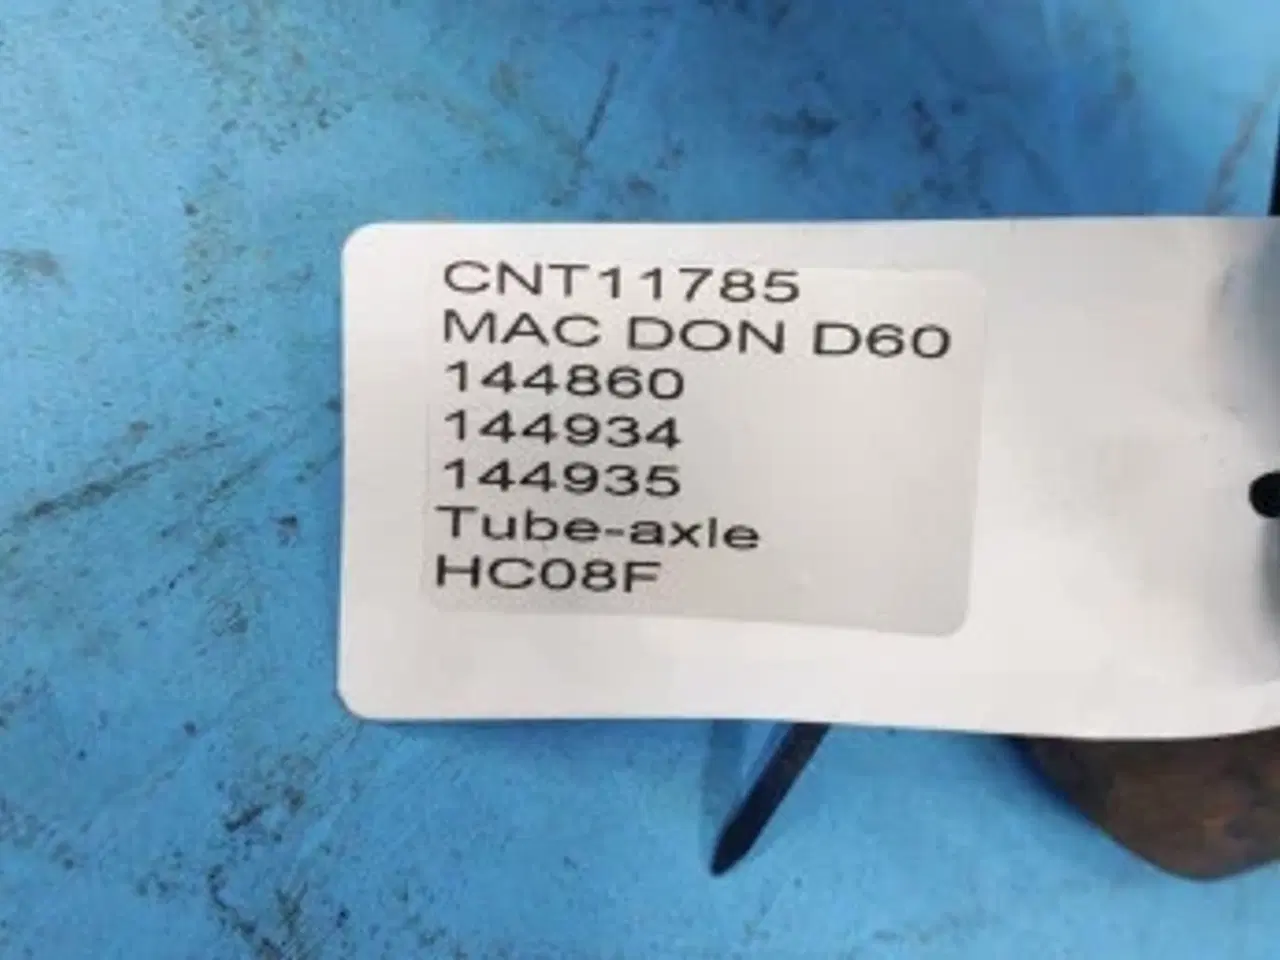 CNT11785
MAC DON D60
144860
144934
144935
Tube-axle
HC08F